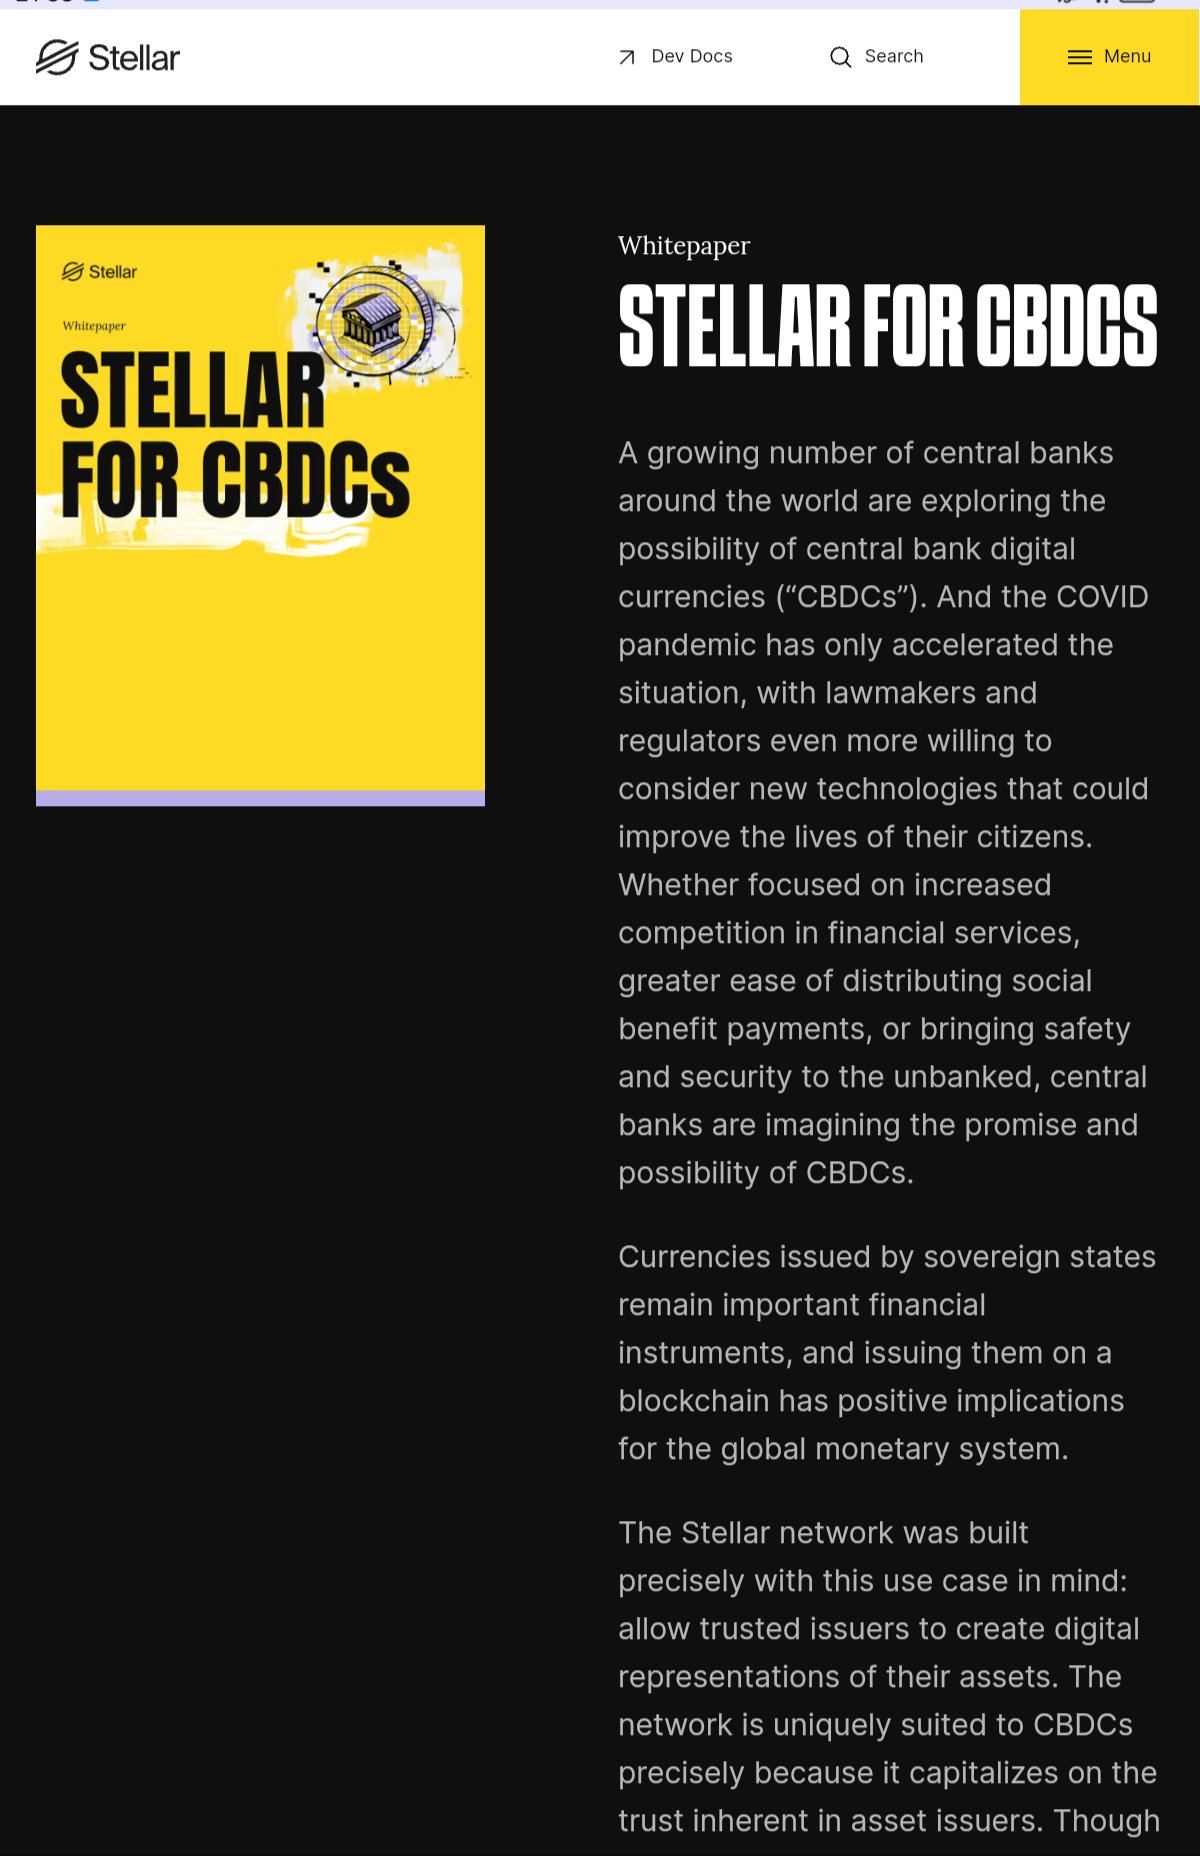 Stellar
Dev Docs
Search
Menu
Stellar
Whitepaper
STELLAR
FOR CBDCs
Whitepaper
STELLAR FOR CBDCS
A growing number of central banks
around the world are exploring the
possibility of central bank digital
currencies (“CBDCs”). And the COVID
pandemic has only accelerated the
situation, with lawmakers and
regulators even more willing to
consider new technologies that could
improve the lives of their citizens.
Whether focused on increased
competition in financial services,
greater ease of distributing social
benefit payments, or bringing safety
and security to the unbanked, central
banks are imagining the promise and
possibility of CBDCs.
Currencies issued by sovereign states
remain important financial
instruments, and issuing them on a
blockchain has positive implications
for the global monetary system.
The Stellar network was built
precisely with this use case in mind:
allow trusted issuers to create digital
representations of their assets. The
network is uniquely suited to CBDCs
precisely because it capitalizes on the
trust inherent in asset issuers. Though